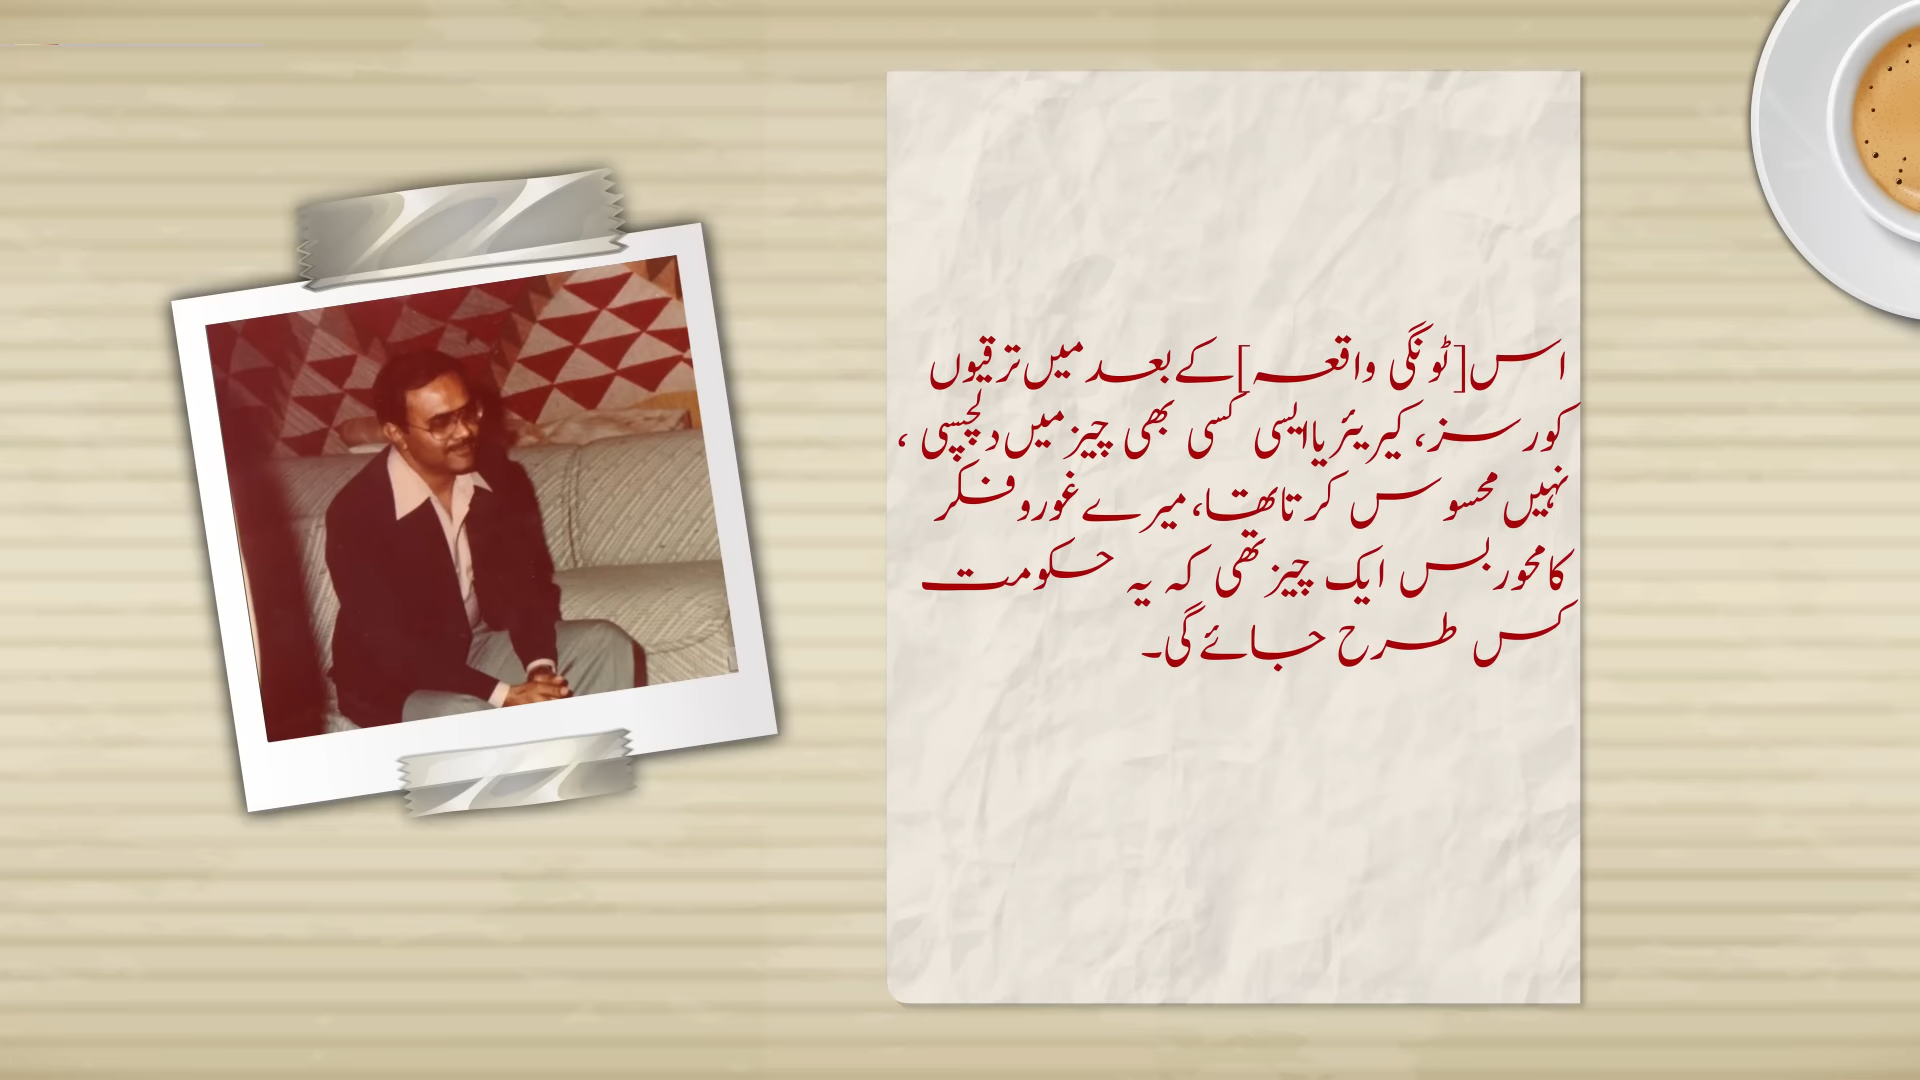 اس[ٹونگی واقعہ]کے بعد میں ترقیوں
کورسز، کیریئر یا ایسی کسی بھی چیز میں دلچسپی ،
نہیں محسوس کرتا تھا، میرے غور و فکر
کا محور بس ایک چیز تھی کہ یہ حکومت
کس طرح جائے گی۔